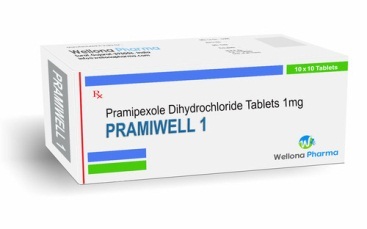 Wellona Pharma
10 x 10 Tablets
Rx
Pramipexole Dihydrochloride Tablets 1mg
PRAMIWELL 1
PRAMIWELL 1
W
Wellona Pharma